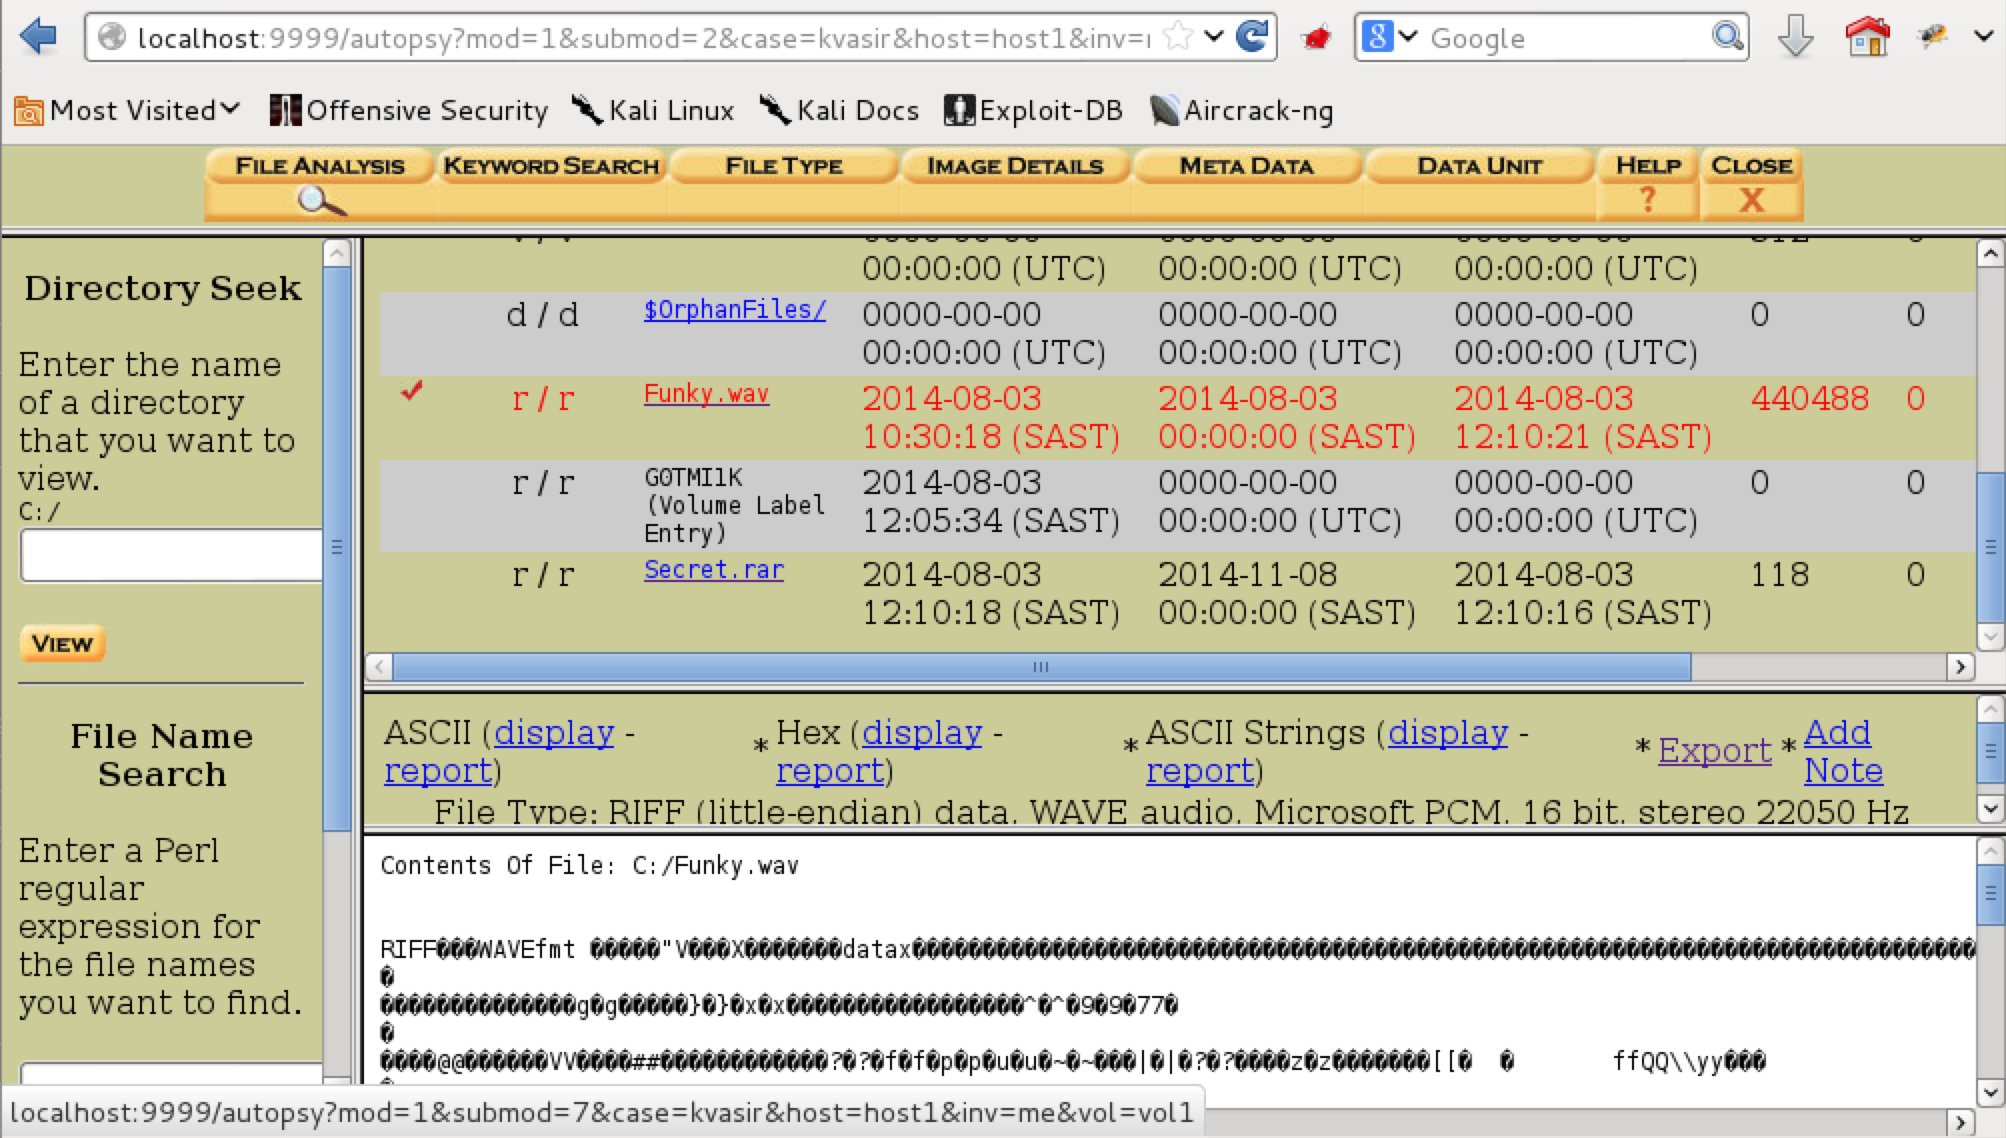 localhost:9999/autopsy?mod=1&submod=2&case=kvasir&host=host1&inv=
Google
Most Visited Offensive Security Kali Linux Kali Docs Exploit-DB Aircrack-ng
FILE ANALYSIS KEYWORD SEARCH FILE TYPE IMAGE DETAILS META DATA DATA UNIT HELP CLOSE
? X
Directory Seek
Enter the name
of a directory
that you want to
view.
C:/
VIEW
File Name
Search
Enter a Perl
regular
expression for
the file names
you want to find.
00:00:00 (UTC) 00:00:00 (UTC) 00:00:00 (UTC)
d / d $OrphanFiles/ 0000-00-00 0000-00-00 0000-00-00 0 0
00:00:00 (UTC) 00:00:00 (UTC) 00:00:00 (UTC)
r / r Funky.wav 2014-08-03 2014-08-03 2014-08-03 440488 0
10:30:18 (SAST) 00:00:00 (SAST) 12:10:21 (SAST)
r / r G0TMI1K 2014-08-03 0000-00-00 0000-00-00 0 0
(Volume Label 12:05:34 (SAST) 00:00:00 (UTC) 00:00:00 (UTC)
Entry)
r / r Secret.rar 2014-08-03 2014-11-08 2014-08-03 118 0
12:10:18 (SAST) 00:00:00 (SAST) 12:10:16 (SAST)
ASCII (display - * Hex (display - * ASCII Strings (display - * Export * Add
report) report) report) Note
File Type: RIFF (little-endian) data, WAVE audio, Microsoft PCM, 16 bit, stereo 22050 Hz
Contents Of File: C:/Funky.wav
RIFF���WAVEfmt �����"V���X�������datax
localhost:9999/autopsy?mod=1&submod=7&case=kvasir&host=host1&inv=me&vol=vol1